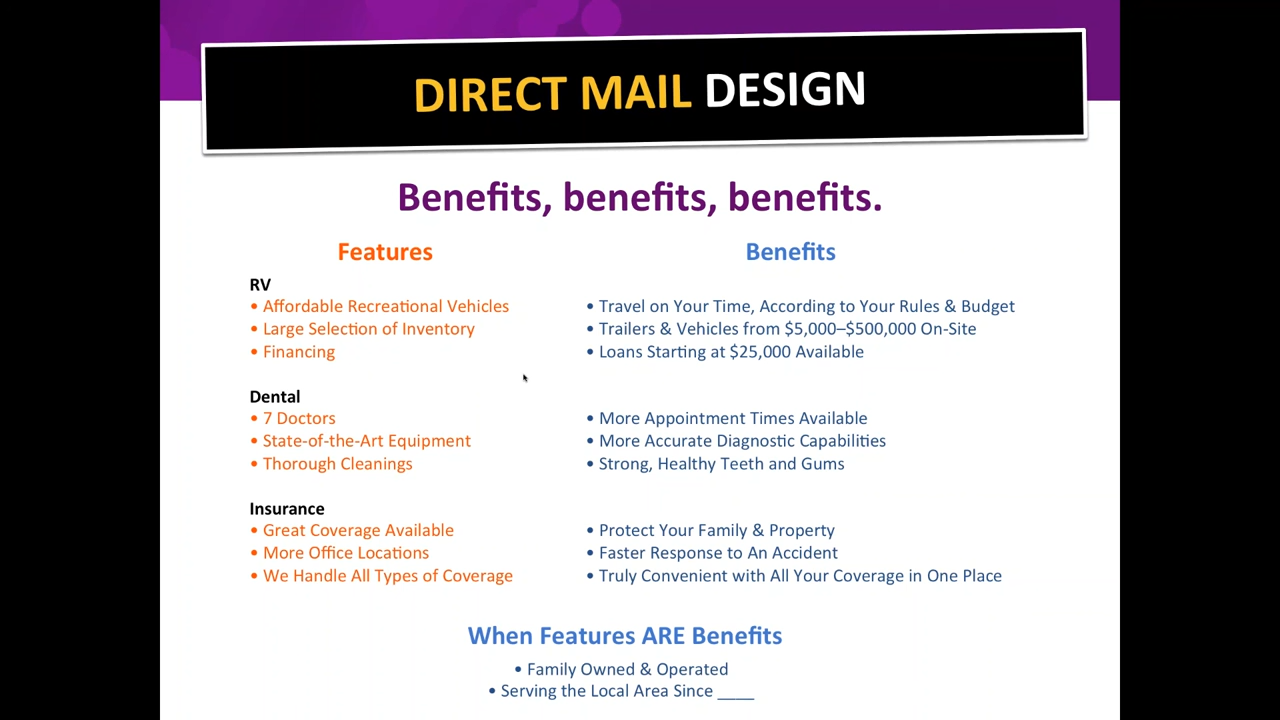 DIRECT MAIL DESIGN
Benefits, benefits, benefits.
Features
Benefits
RV
• Affordable Recreational Vehicles
• Large Selection of Inventory
• Financing
• Travel on Your Time, According to Your Rules & Budget
• Trailers & Vehicles from $5,000–$500,000 On-Site
• Loans Starting at $25,000 Available
Dental
• 7 Doctors
• State-of-the-Art Equipment
• Thorough Cleanings
• More Appointment Times Available
• More Accurate Diagnostic Capabilities
• Strong, Healthy Teeth and Gums
Insurance
• Great Coverage Available
• More Office Locations
• We Handle All Types of Coverage
• Protect Your Family & Property
• Faster Response to An Accident
• Truly Convenient with All Your Coverage in One Place
When Features ARE Benefits
• Family Owned & Operated
• Serving the Local Area Since ____